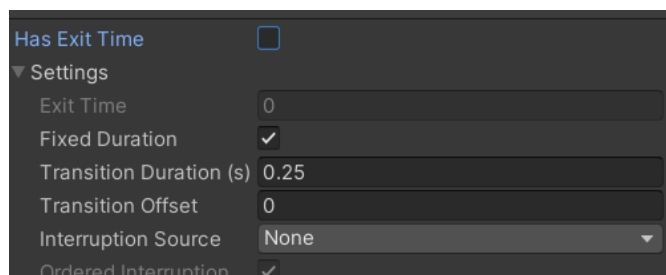 Has Exit Time
Settings
Exit Time 0
Fixed Duration
Transition Duration (s) 0.25
Transition Offset 0
Interruption Source None
Ordered Interruption